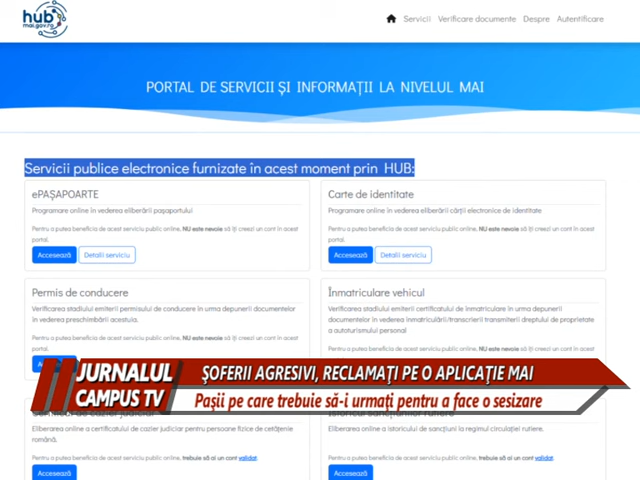 hub
mai.gov.ro
Servicii Verificare documente Despre Autentificare
PORTAL DE SERVICII ŞI INFORMAŢII LA NIVELUL MAI
Servicii publice electronice furnizate în acest moment prin HUB:
ePAŞAPOARTE
Programare online în vederea eliberării paşaportului
Pentru a putea beneficia de acest serviciu public online, NU este nevoie să îţi creezi un cont în acest
portal.
Accesează Detalii serviciu
Carte de identitate
Programare online în vederea eliberării cărţii electronice de identitate
Pentru a putea beneficia de acest serviciu public online, NU este nevoie să îţi creezi un cont în acest
portal.
Accesează Detalii serviciu
Permis de conducere
Verificarea stadiului emiterii permisului de conducere în urma depunerii documentelor
în vederea preschimbării acestuia.
Pentru a putea beneficia de acest serviciu public online, NU este nevoie să îţi creezi un cont în acest
portal.
Înmatriculare vehicul
Verificarea stadiului emiterii certificatului de înmatriculare în urma depunerii
documentelor în vederea înmatriculării/transcrierii transmiterii dreptului de proprietate
a autoturismului personal
Pentru a putea beneficia de acest serviciu public online, NU este nevoie să îţi creezi un cont în acest
JURNALUL
CAMPUS TV
ŞOFERII AGRESIVI, RECLAMAŢI PE O APLICAŢIE MAI
Paşii pe care trebuie să-i urmaţi pentru a face o sesizare
Eliberarea online a certificatului de cazier judiciar pentru persoane fizice de cetăţenie
română.
Pentru a putea beneficia de acest serviciu public online, trebuie să ai un cont validat.
Accesează
Istoricul sancţiunilor rutiere
Eliberarea online a istoricului de sancţiuni la regimul circulaţiei rutiere.
Pentru a putea beneficia de acest serviciu public online, trebuie să ai un cont validat.
Accesează